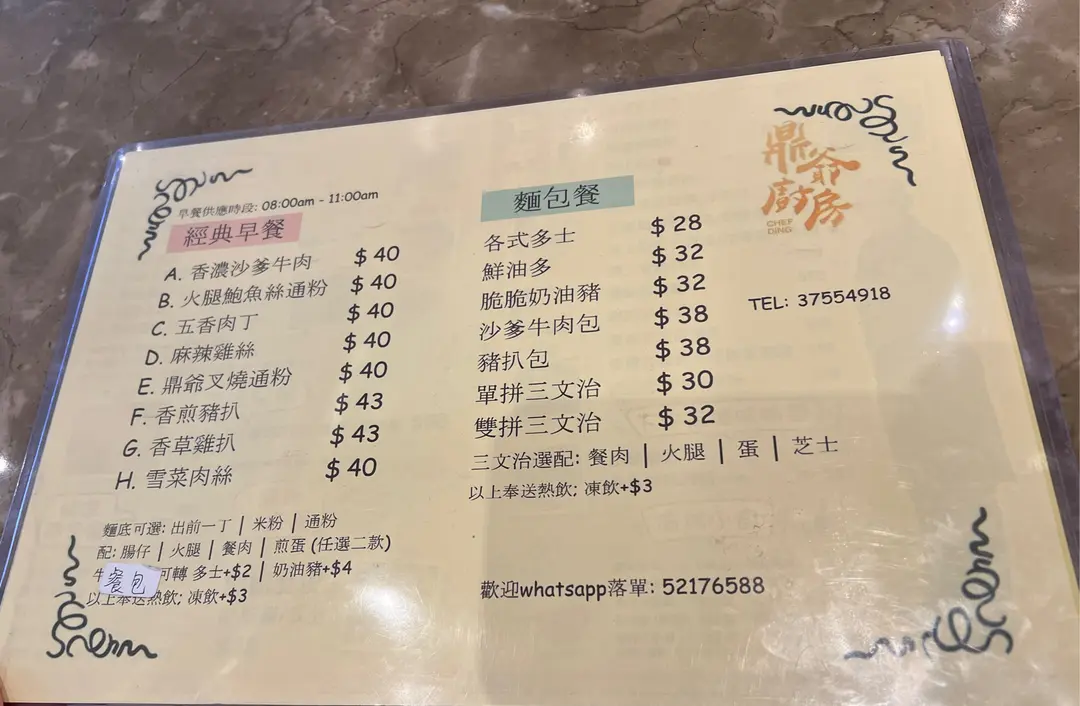 早餐供應時段: 08:00am - 11:00am
經典早餐
A. 香濃沙爹牛肉 $ 40
B. 火腿鮑魚絲通粉 $ 40
C. 五香肉丁 $ 40
D. 麻辣雞絲 $ 40
E. 鼎爺叉燒通粉 $ 40
F. 香煎豬扒 $ 43
G. 香草雞扒 $ 43
H. 雪菜肉絲 $ 40
麵底可選: 出前一丁 | 米粉 | 通粉
配: 腸仔 | 火腿 | 餐肉 | 煎蛋 (任選二款)
牛 餐包 可轉 多士+$2 | 奶油豬+$4
以上奉送熱飲; 凍飲+$3
麵包餐
各式多士 $ 28
鮮油多 $ 32
脆脆奶油豬 $ 32
沙爹牛肉包 $ 38
豬扒包 $ 38
單拼三文治 $ 30
雙拼三文治 $ 32
三文治選配: 餐肉 | 火腿 | 蛋 | 芝士
以上奉送熱飲; 凍飲+$3
歡迎whatsapp落單: 52176588
鼎爺
廚房
CHEF
DING
TEL: 37554918